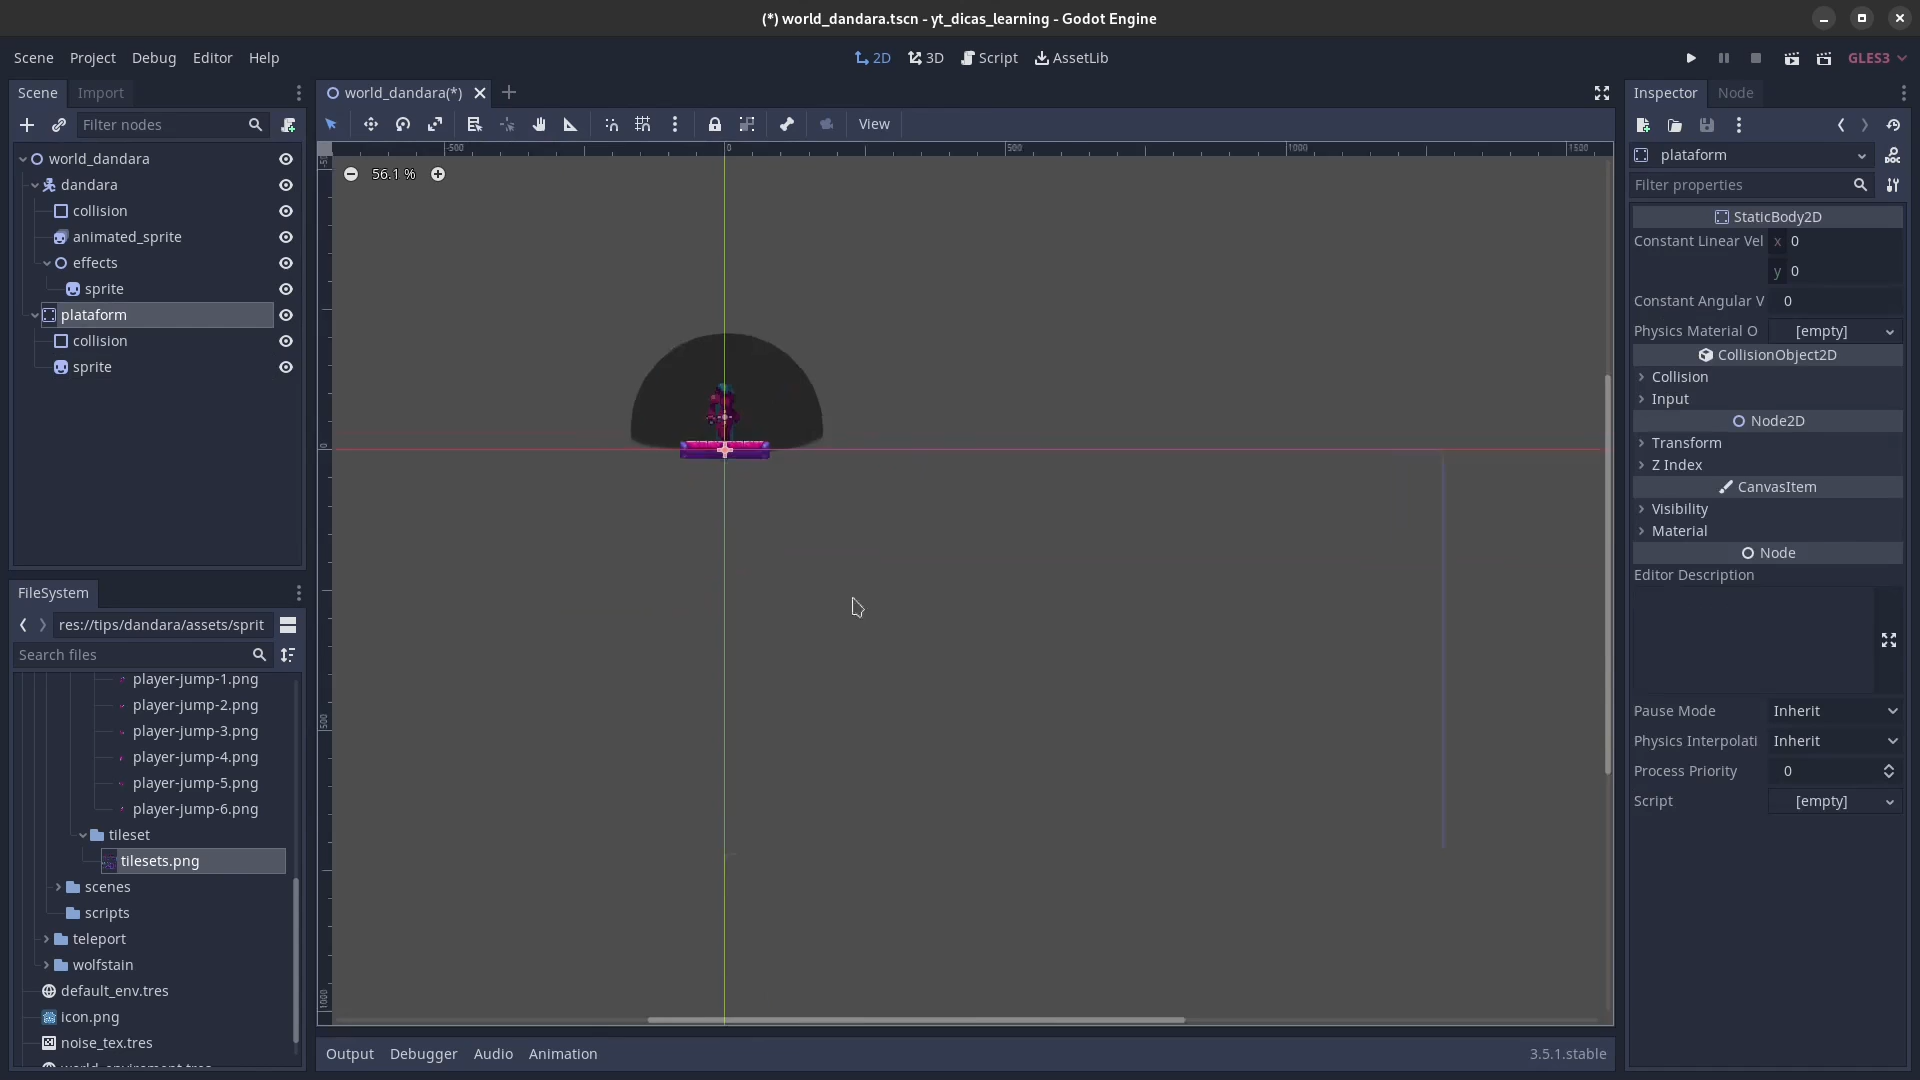 (*) world_dandara.tscn - yt_dicas_learning - Godot Engine
Scene Project Debug Editor Help
2D 3D Script AssetLib
GLES3
Scene Import
Filter nodes
world_dandara
dandara
collision
animated_sprite
effects
sprite
plataform
collision
sprite
FileSystem
res://tips/dandara/assets/sprit
Search files
player-jump-1.png
player-jump-2.png
player-jump-3.png
player-jump-4.png
player-jump-5.png
player-jump-6.png
tileset
tilesets.png
scenes
scripts
teleport
wolfstain
default_env.tres
icon.png
noise_tex.tres
world_enviroment.tres
world_dandara(*)
View
-500 0 500 1000 1500
56.1 %
0
500
1000
Output Debugger Audio Animation
3.5.1.stable
Inspector Node
plataform
Filter properties
StaticBody2D
Constant Linear Vel x 0
y 0
Constant Angular V 0
Physics Material O [empty]
CollisionObject2D
Collision
Input
Node2D
Transform
Z Index
CanvasItem
Visibility
Material
Node
Editor Description
Pause Mode Inherit
Physics Interpolati Inherit
Process Priority 0
Script [empty]